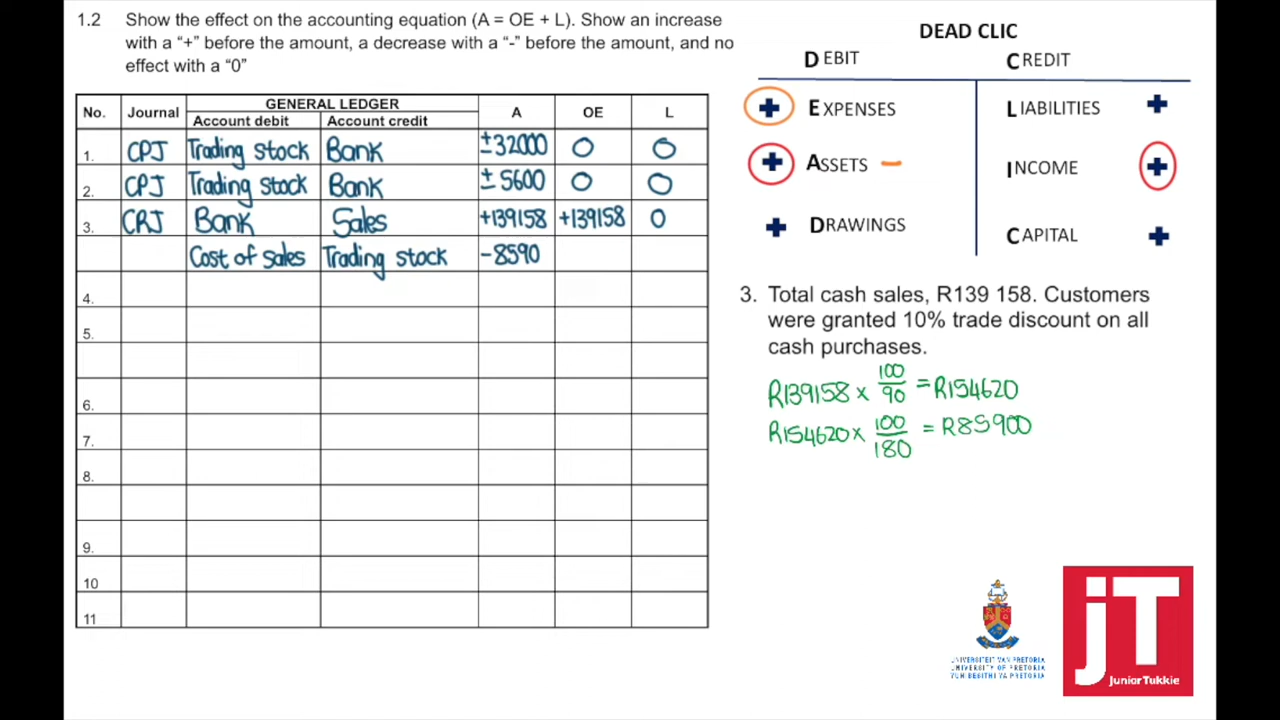 1.2 Show the effect on the accounting equation (A = OE + L). Show an increase
with a “+” before the amount, a decrease with a “-” before the amount, and no
effect with a “0”
No. Journal GENERAL LEDGER A OE L
Account debit Account credit
1. CPJ Trading stock Bank ±32000 0 0
2. CPJ Trading stock Bank ±5600 0 0
3. CRJ Bank Sales +139158 +139158 0
Cost of sales Trading stock -8590
4.
5.
6.
7.
8.
9.
10
11
DEAD CLIC
DEBIT CREDIT
+ EXPENSES LIABILITIES +
+ ASSETS - INCOME +
+ DRAWINGS CAPITAL +
3. Total cash sales, R139 158. Customers
were granted 10% trade discount on all
cash purchases.
R139158 x 100/90 = R154620
R154620 x 100/180 = R85900
UNIVERSITEIT VAN PRETORIA
UNIVERSITY OF PRETORIA
YUNIBESITHI YA PRETORIA
jT
JuniorTukkie